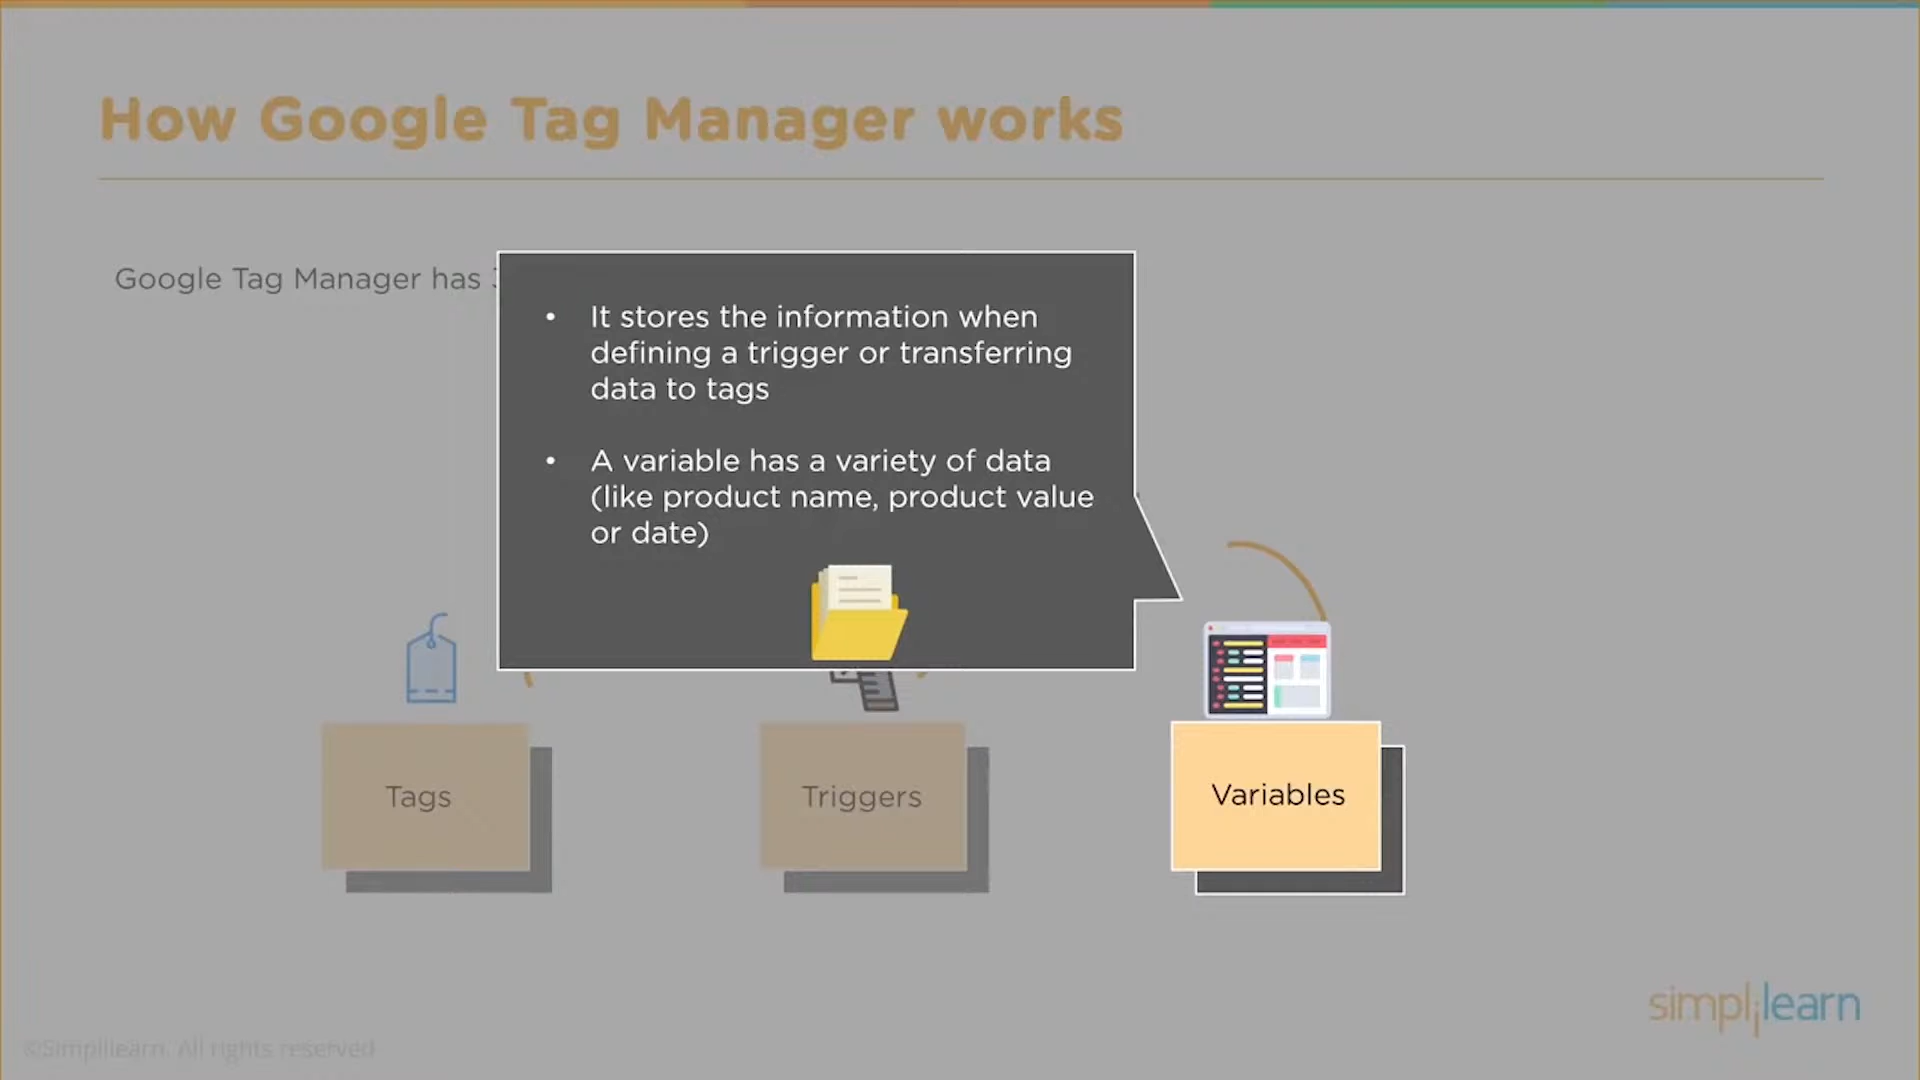 How Google Tag Manager works
Google Tag Manager has
• It stores the information when
defining a trigger or transferring
data to tags
• A variable has a variety of data
(like product name, product value
or date)
Tags
Triggers
Variables
simplilearn
©Simplilearn. All rights reserved